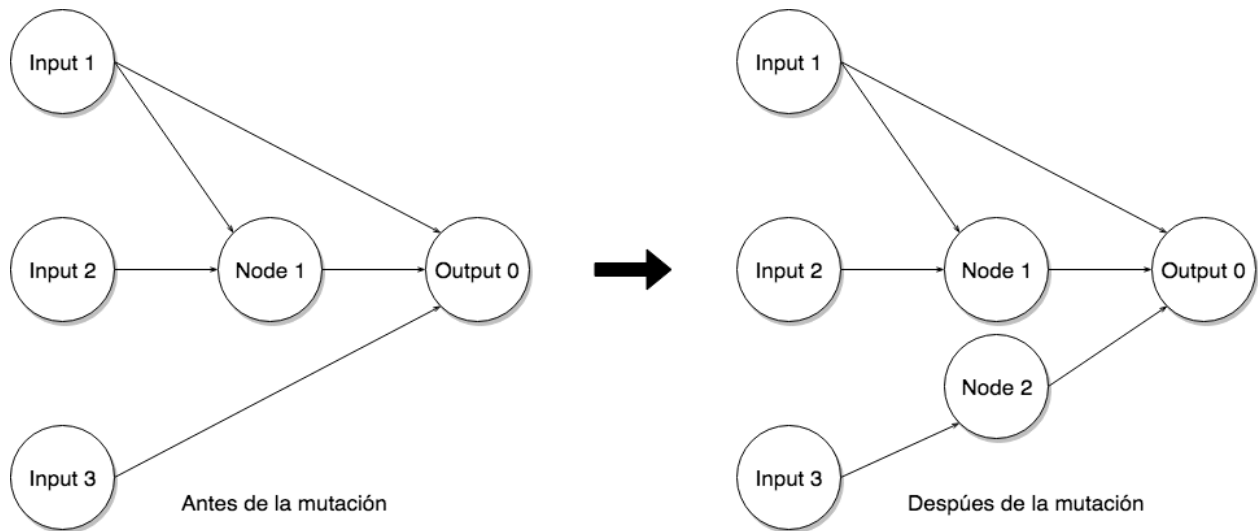 Input 1
Input 2
Node 1
Output 0
Input 3
Antes de la mutación
Input 1
Input 2
Node 1
Output 0
Node 2
Input 3
Despúes de la mutación